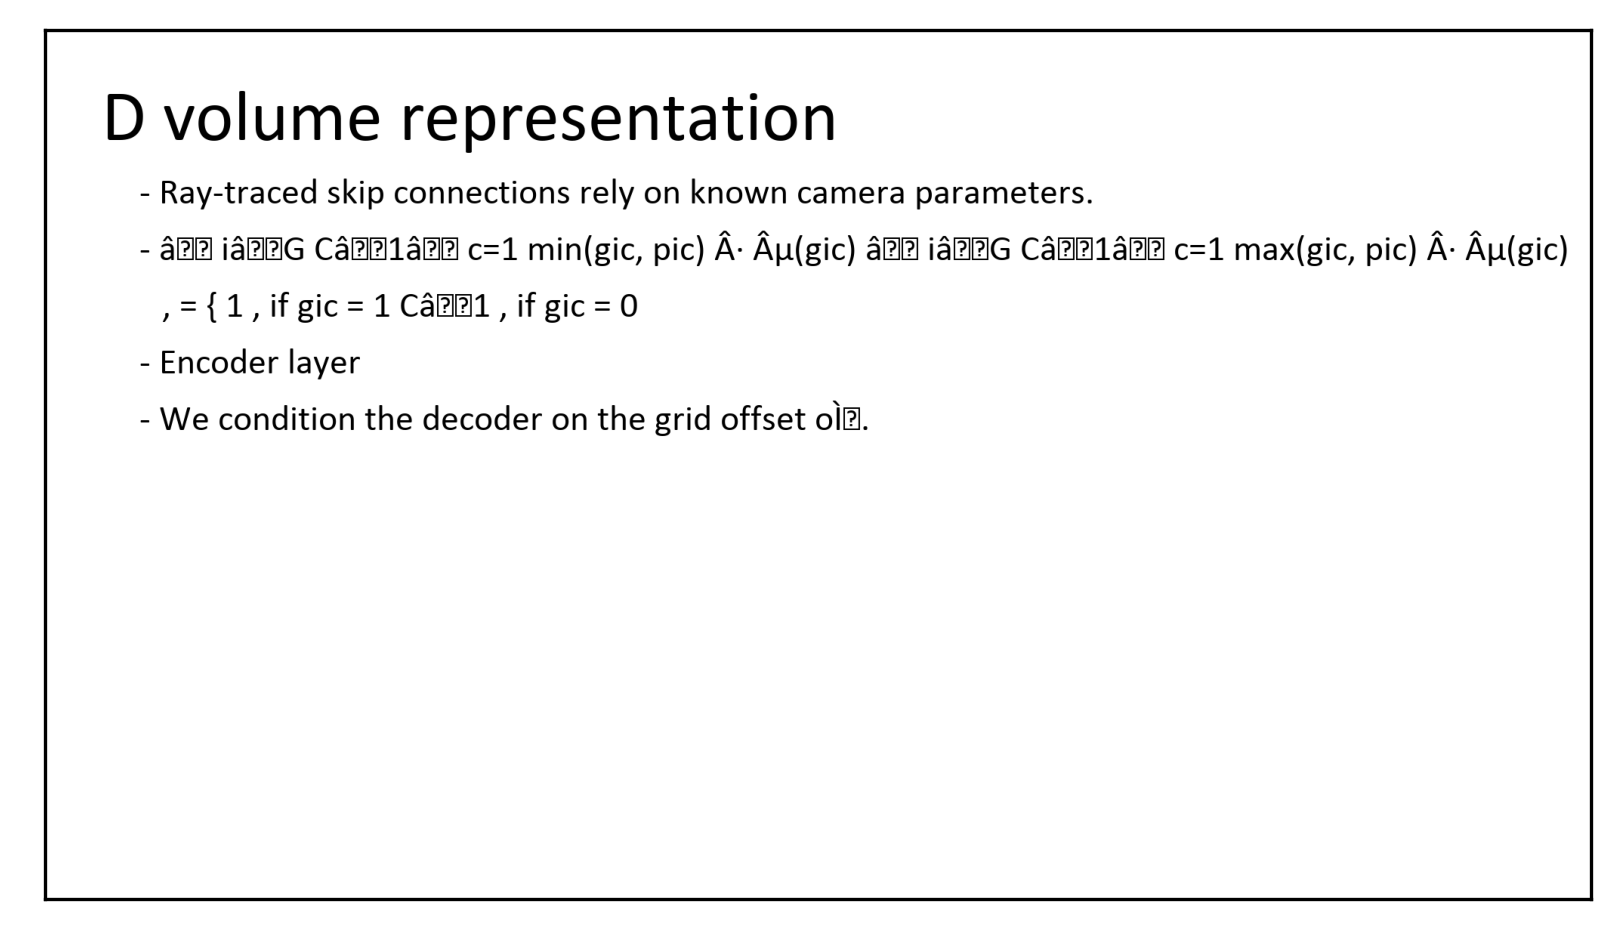 D volume representation
- Ray-traced skip connections rely on known camera parameters.
- â�� iâ��G Câ��1â�� c=1 min(gic, pic) Â· Âµ(gic) â�� iâ��G Câ��1â�� c=1 max(gic, pic) Â· Âµ(gic)
, = { 1 , if gic = 1 Câ��1 , if gic = 0
- Encoder layer
- We condition the decoder on the grid offset oÌ�.